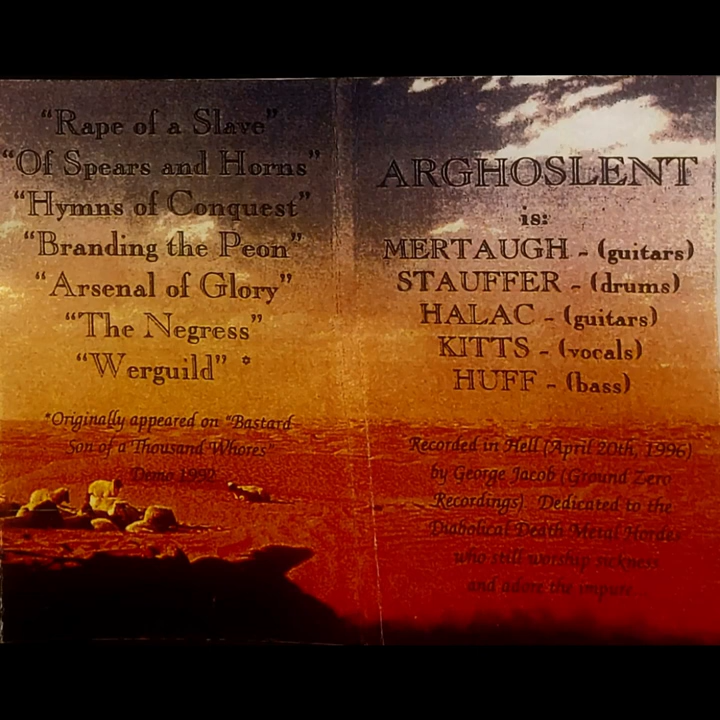 "Rape of a Slave"
"Of Spears and Horns"
"Hymns of Conquest"
"Branding the Peon"
"Arsenal of Glory"
"The Negress"
"Werguild" *
*Originally appeared on "Bastard
Son of a Thousand Whores"
Demo 1992
ARGHOSLENT
is:
MERTAUGH - (guitars)
STAUFFER - (drums)
HALAC - (guitars)
KITTS - (vocals)
HUFF - (bass)
Recorded in Hell (April 20th, 1996)
by George Jacob (Ground Zero
Recordings). Dedicated to the
Diabolical Death Metal Hordes
who still worship sickness
and adore the impure...